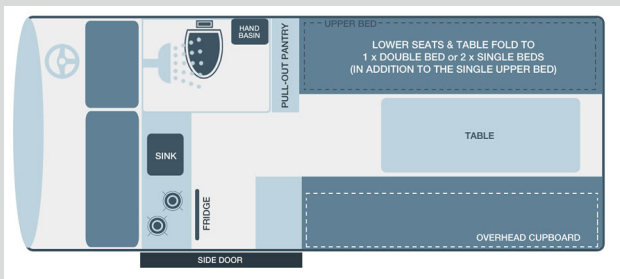 UPPER BED
HAND
BASIN
LOWER SEATS & TABLE FOLD TO
1 x DOUBLE BED or 2 x SINGLE BEDS
(IN ADDITION TO THE SINGLE UPPER BED)
PULL-OUT PANTRY
TABLE
SINK
FRIDGE
OVERHEAD CUPBOARD
SIDE DOOR